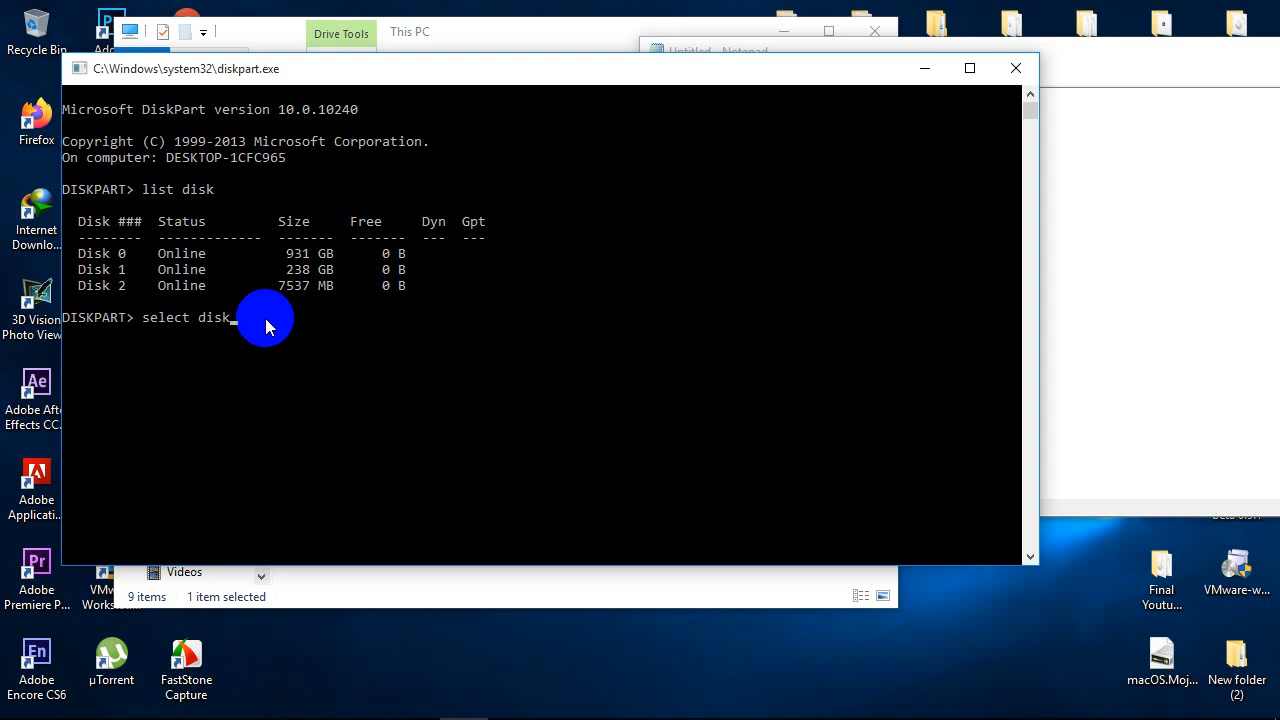 Recycle Bin
Drive Tools
This PC
Untitled - Notepad
C:\Windows\system32\diskpart.exe
Microsoft DiskPart version 10.0.10240
Copyright (C) 1999-2013 Microsoft Corporation.
On computer: DESKTOP-1CFC965
DISKPART> list disk
Disk ### Status Size Free Dyn Gpt
-------- ------------- ------- ------- --- ---
Disk 0 Online 931 GB 0 B
Disk 1 Online 238 GB 0 B
Disk 2 Online 7537 MB 0 B
DISKPART> select disk
Firefox
Internet
Downlo...
3D Vision
Photo View
Adobe Aft
Effects CC.
Adobe
Applicati..
Adobe
Premiere P...
Adobe
Encore CS6
µTorrent
FastStone
Capture
Videos
9 items 1 item selected
Final
Youtu...
VMware-w...
macOS.Moj...
New folder
(2)